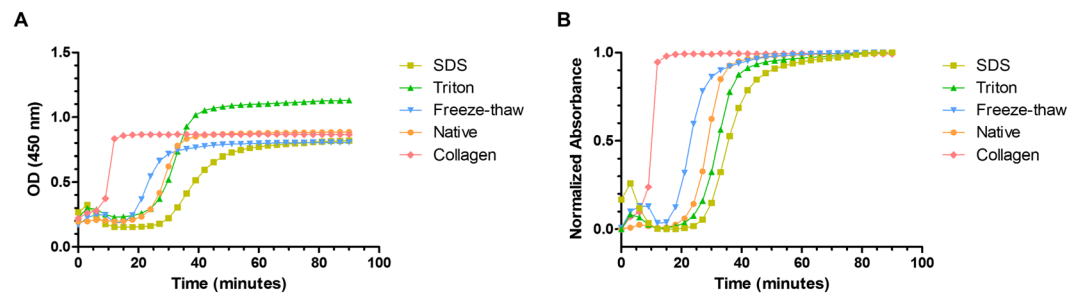 A
OD (450 nm)
1.5
1.0
0.5
0.0
0 20 40 60 80 100
Time (minutes)
SDS
Triton
Freeze-thaw
Native
Collagen
B
Normalized Absorbance
1.0
0.5
0.0
0 20 40 60 80 100
Time (minutes)
SDS
Triton
Freeze-thaw
Native
Collagen